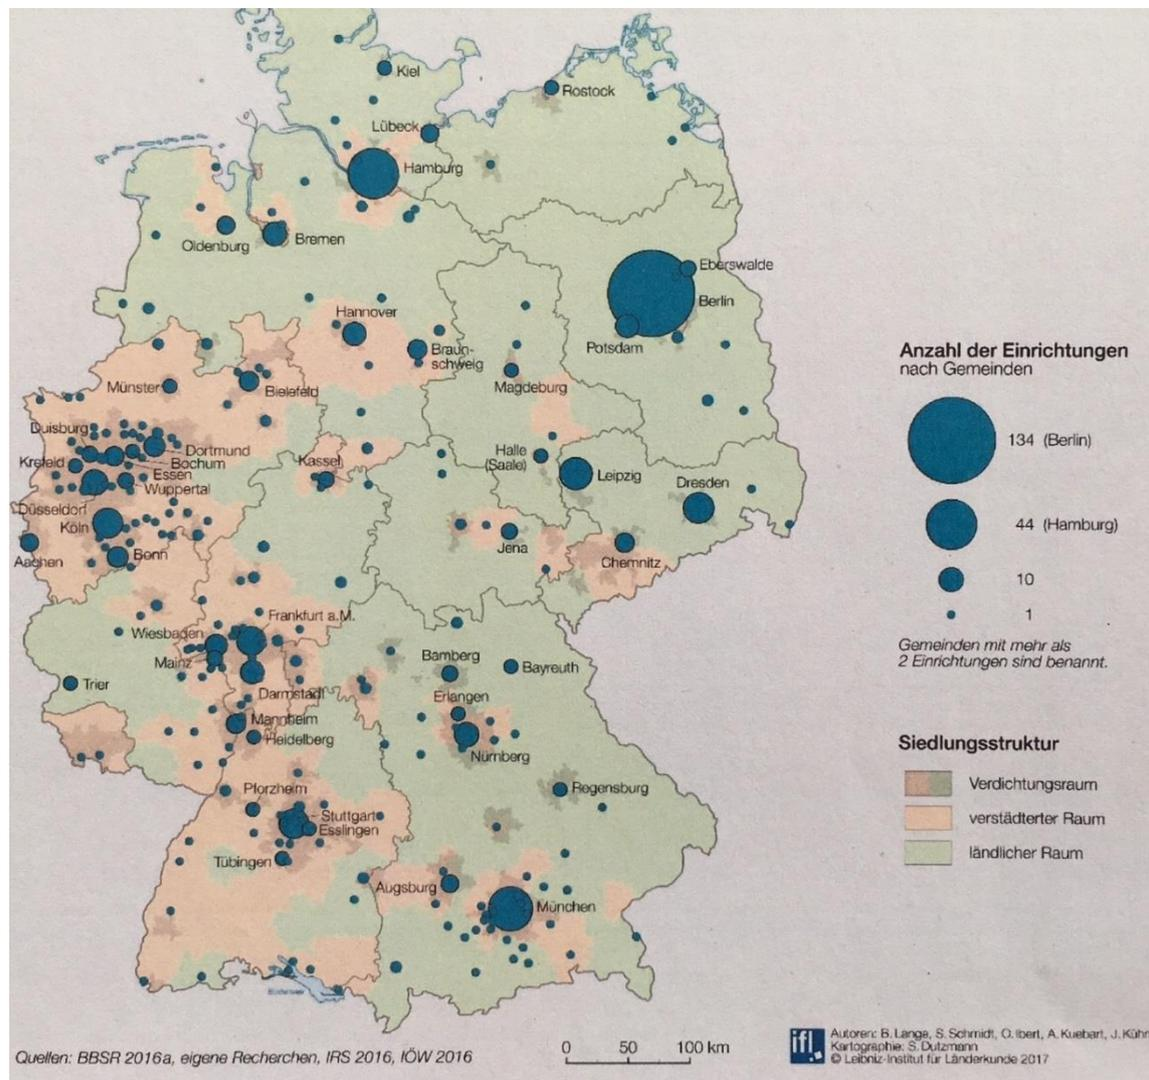 Kiel
Rostock
Lübeck
Hamburg
Oldenburg
Bremen
Eberswalde
Berlin
Potsdam
Hannover
Braun-
schweig
Magdeburg
Münster
Bielefeld
Duisburg
Dortmund
Krefeld
Bochum
Essen
Wuppertal
Düsseldorf
Köln
Aachen
Bonn
Kassel
Halle
(Saale)
Leipzig
Dresden
Jena
Chemnitz
Frankfurt a.M.
Wiesbaden
Mainz
Trier
Darmstadt
Mannheim
Heidelberg
Bamberg
Bayreuth
Erlangen
Nürnberg
Regensburg
Pforzheim
Stuttgart
Esslingen
Tübingen
Augsburg
München
Anzahl der Einrichtungen
nach Gemeinden
134 (Berlin)
44 (Hamburg)
10
1
Gemeinden mit mehr als
2 Einrichtungen sind benannt.
Siedlungsstruktur
Verdichtungsraum
verstädterter Raum
ländlicher Raum
Quellen: BBSR 2016a, eigene Recherchen, IRS 2016, IÖW 2016
0 50 100 km
ifl
Autoren: B. Lange, S. Schmidt, O. Ibert, A. Kuebart, J. Kühn
Kartographie: S. Dutzmann
© Leibniz-Institut für Länderkunde 2017